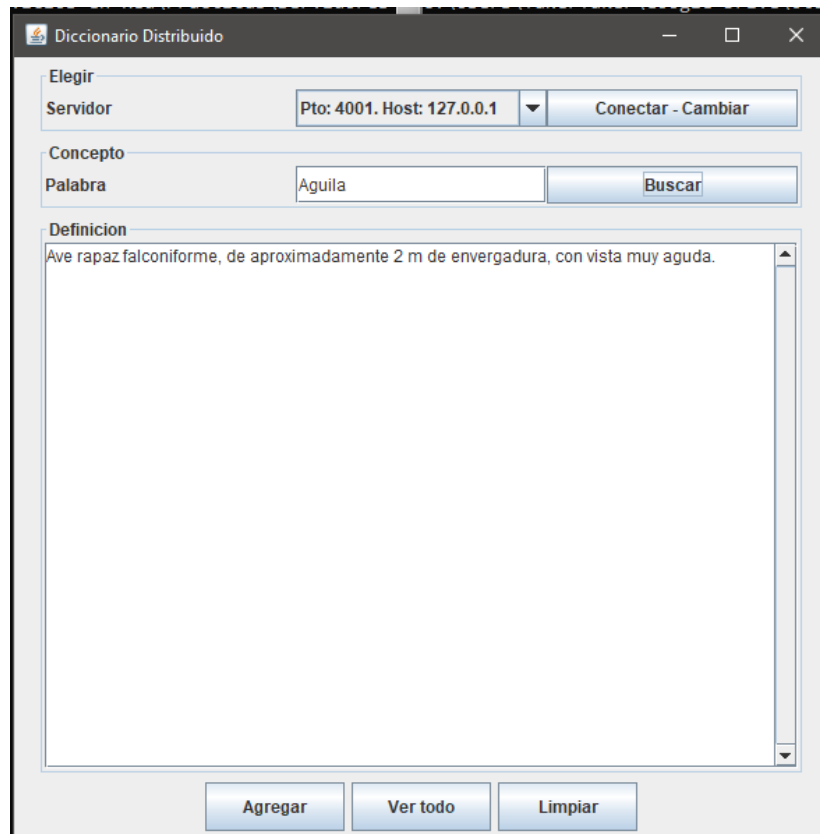 Diccionario Distribuido
Elegir
Servidor Pto: 4001. Host: 127.0.0.1 Conectar - Cambiar
Concepto
Palabra Aguila Buscar
Definicion
Ave rapaz falconiforme, de aproximadamente 2 m de envergadura, con vista muy aguda.
Agregar Ver todo Limpiar